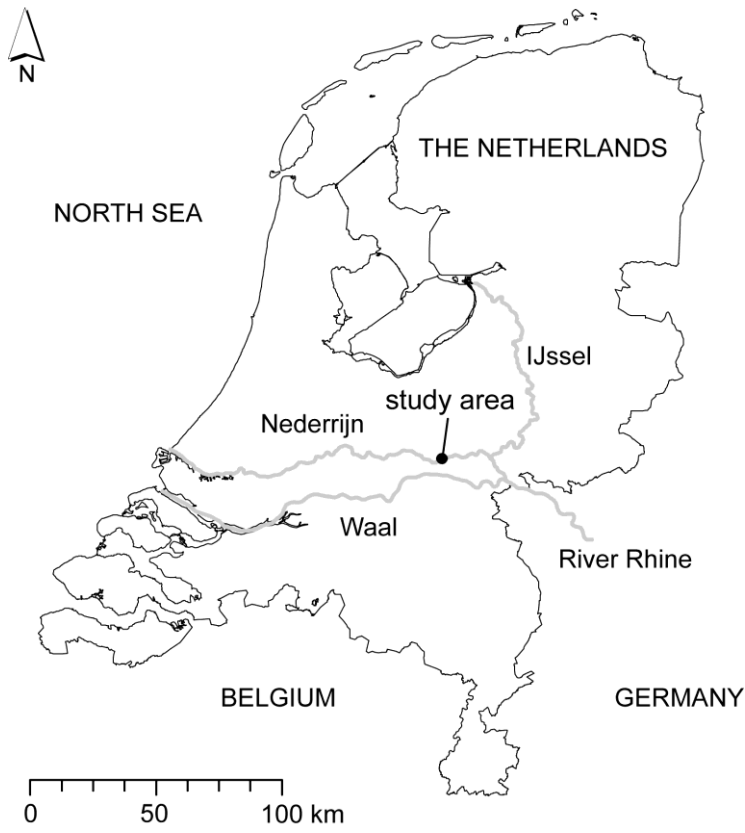 N
THE NETHERLANDS
NORTH SEA
IJssel
study area
Nederrijn
Waal
River Rhine
BELGIUM
GERMANY
0 50 100 km